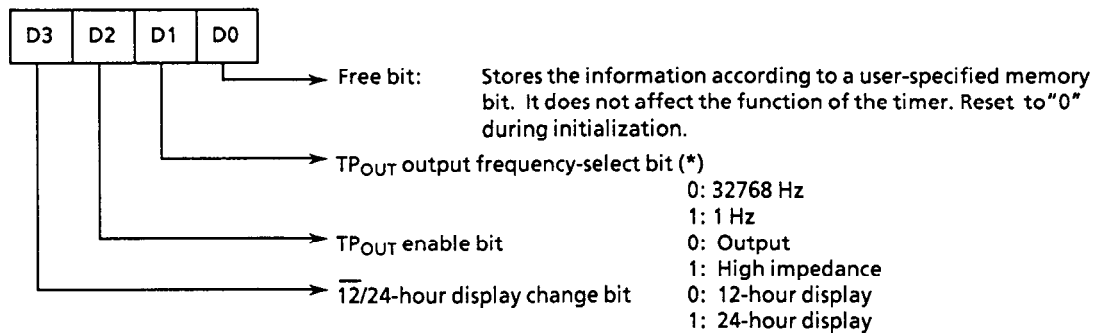 D3 D2 D1 D0
Free bit: Stores the information according to a user-specified memory
bit. It does not affect the function of the timer. Reset to"0"
during initialization.
TPOUT output frequency-select bit (*)
0: 32768 Hz
1: 1 Hz
TPOUT enable bit 0: Output
1: High impedance
1̅2̅/24-hour display change bit 0: 12-hour display
1: 24-hour display